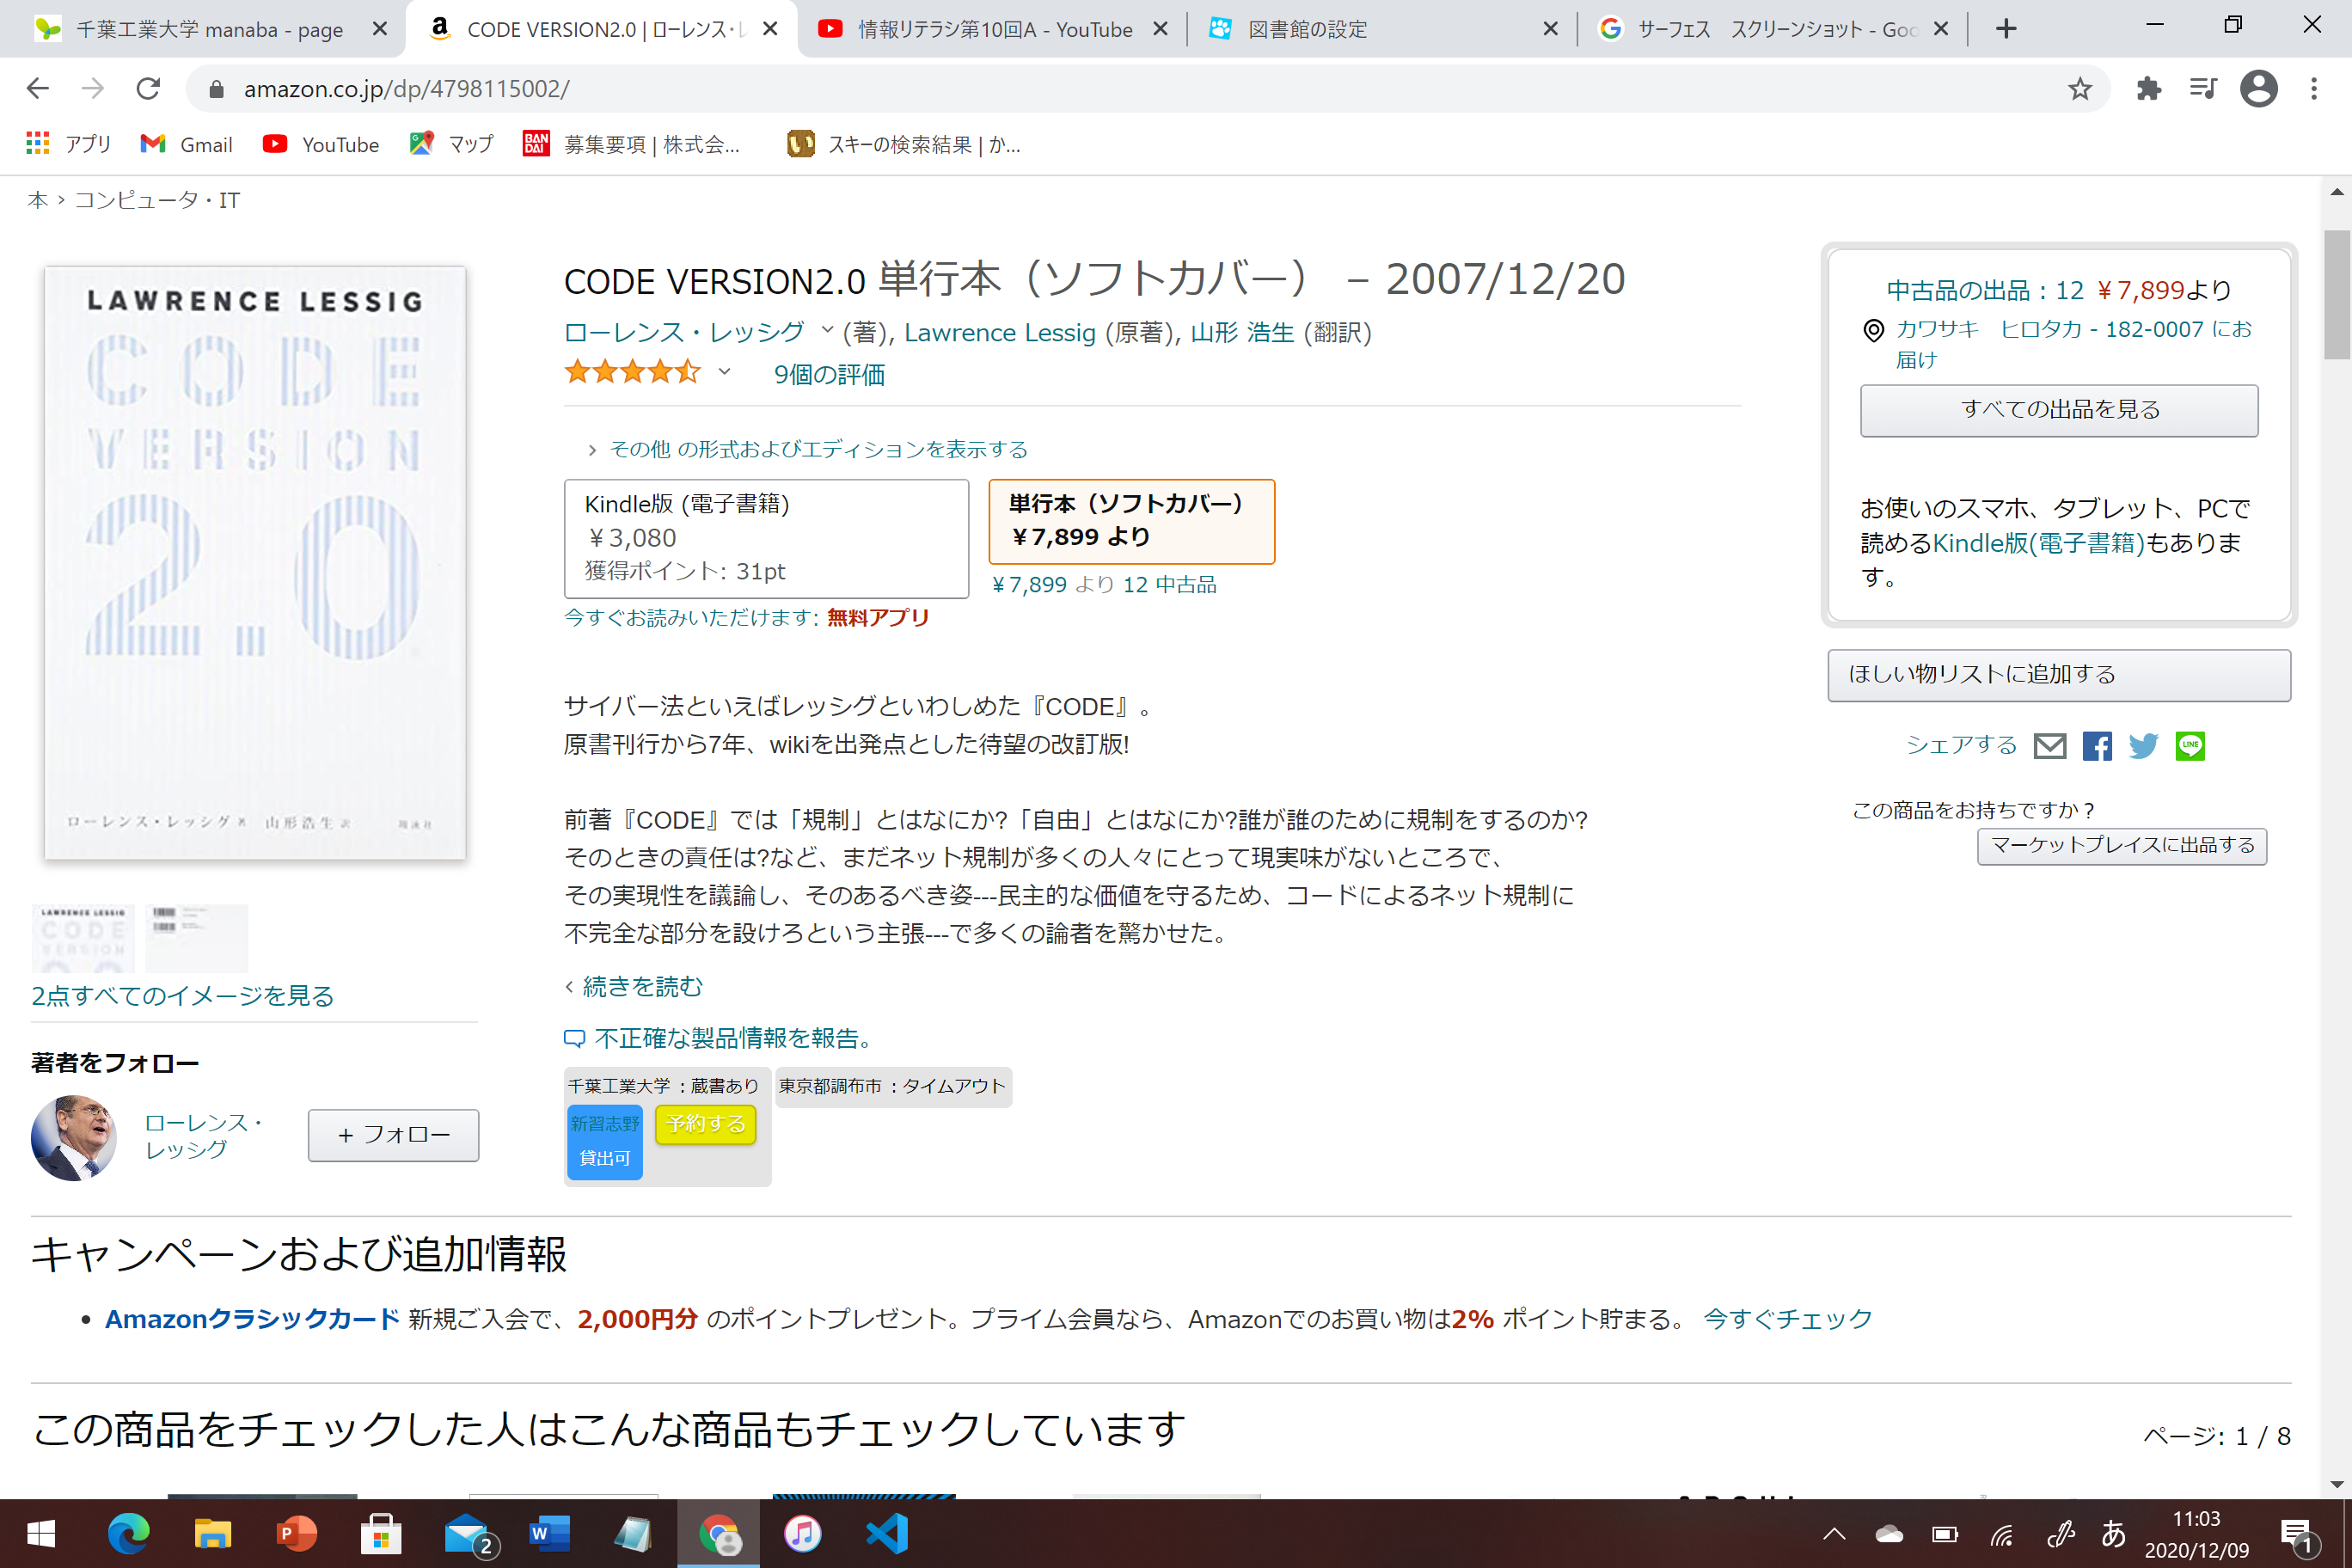 千葉工業大学 manaba - page
CODE VERSION2.0 | ローレンス・レ
情報リテラシ第10回A - YouTube
図書館の設定
サーフェス　スクリーンショット - Goo
amazon.co.jp/dp/4798115002/
アプリ
Gmail
YouTube
マップ
BAN DAI
募集要項 | 株式会...
スキーの検索結果 | か...
本 › コンピュータ・IT
LAWRENCE LESSIG
CODE
VERSION
2.0
ローレンス・レッシグ 著　山形浩生 訳　翔泳社
LAWRENCE LESSIG
CODE
VERSION
2点すべてのイメージを見る
著者をフォロー
ローレンス・
レッシグ
+ フォロー
CODE VERSION2.0 単行本（ソフトカバー） – 2007/12/20
ローレンス・レッシグ (著), Lawrence Lessig (原著), 山形 浩生 (翻訳)
9個の評価
› その他 の形式およびエディションを表示する
Kindle版 (電子書籍)
￥3,080
獲得ポイント: 31pt
今すぐお読みいただけます: 無料アプリ
単行本（ソフトカバー）
￥7,899 より
￥7,899 より 12 中古品
サイバー法といえばレッシグといわしめた『CODE』。
原書刊行から7年、wikiを出発点とした待望の改訂版!
前著『CODE』では「規制」とはなにか?「自由」とはなにか?誰が誰のために規制をするのか?
そのときの責任は?など、まだネット規制が多くの人々にとって現実味がないところで、
その実現性を議論し、そのあるべき姿---民主的な価値を守るため、コードによるネット規制に
不完全な部分を設けろという主張---で多くの論者を驚かせた。
‹ 続きを読む
不正確な製品情報を報告。
千葉工業大学 ：蔵書あり
新習志野
貸出可
予約する
東京都調布市 ：タイムアウト
中古品の出品：12 ￥7,899より
カワサキ　ヒロタカ - 182-0007 にお
届け
すべての出品を見る
お使いのスマホ、タブレット、PCで
読めるKindle版(電子書籍)もありま
す。
ほしい物リストに追加する
シェアする
LINE
この商品をお持ちですか？
マーケットプレイスに出品する
キャンペーンおよび追加情報
• Amazonクラシックカード 新規ご入会で、2,000円分 のポイントプレゼント。プライム会員なら、Amazonでのお買い物は2% ポイント貯まる。 今すぐチェック
この商品をチェックした人はこんな商品もチェックしています
ページ: 1 / 8
2
あ
11:03
2020/12/09
1